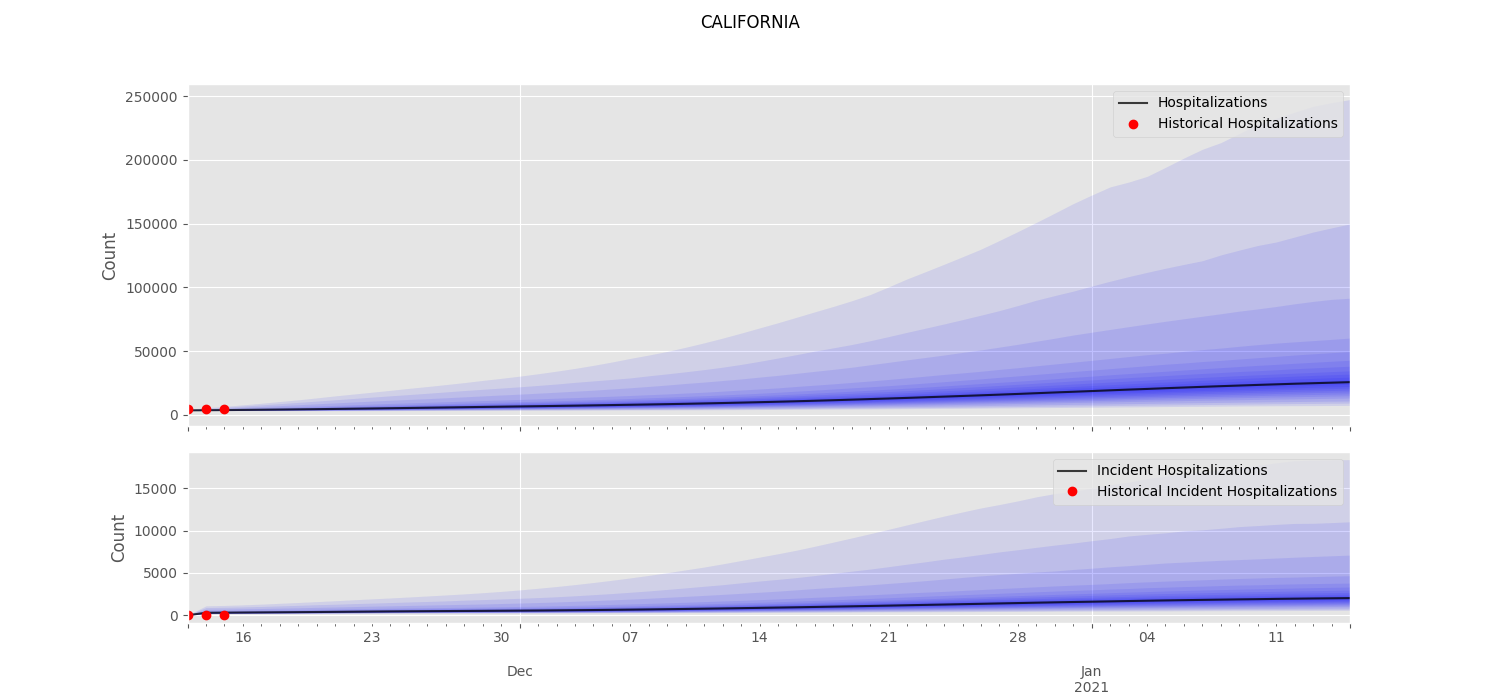 CALIFORNIA
250000
200000
150000
100000
50000
0
Count
Hospitalizations
Historical Hospitalizations
15000
10000
5000
0
Count
Incident Hospitalizations
Historical Incident Hospitalizations
16 23 30 07 14 21 28 04 11
Dec Jan
2021